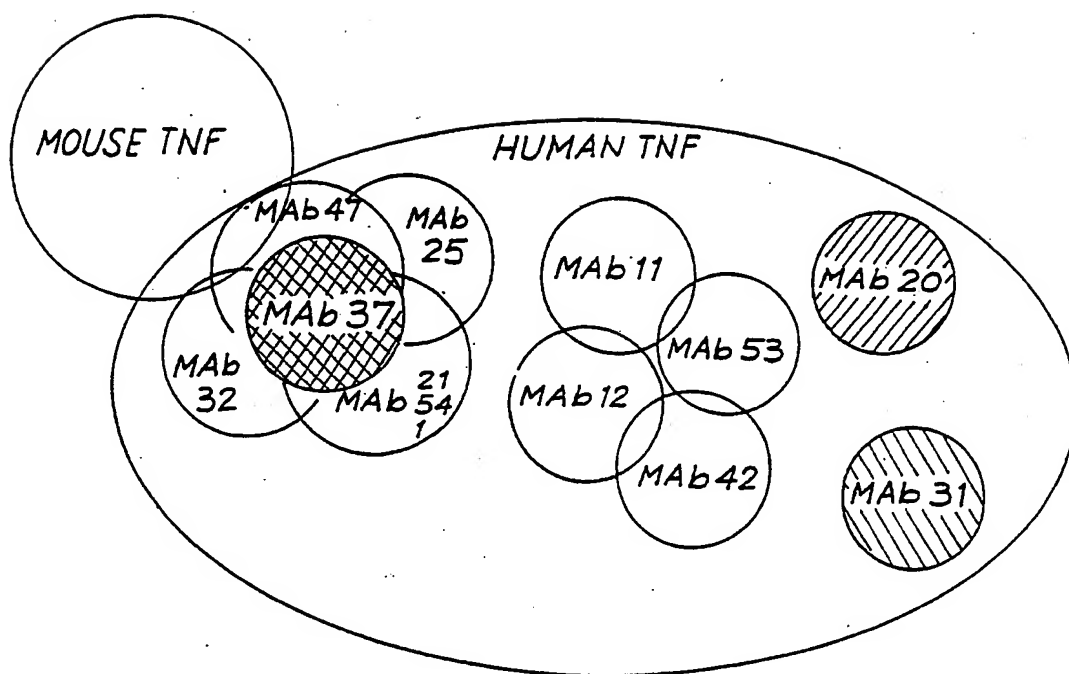 MOUSE TNF
HUMAN TNF
MAb 47
MAb
25
MAb 37
MAb
32
MAb 21
54
1
MAb 11
MAb 53
MAb 12
MAb 42
MAb 20
MAb 31